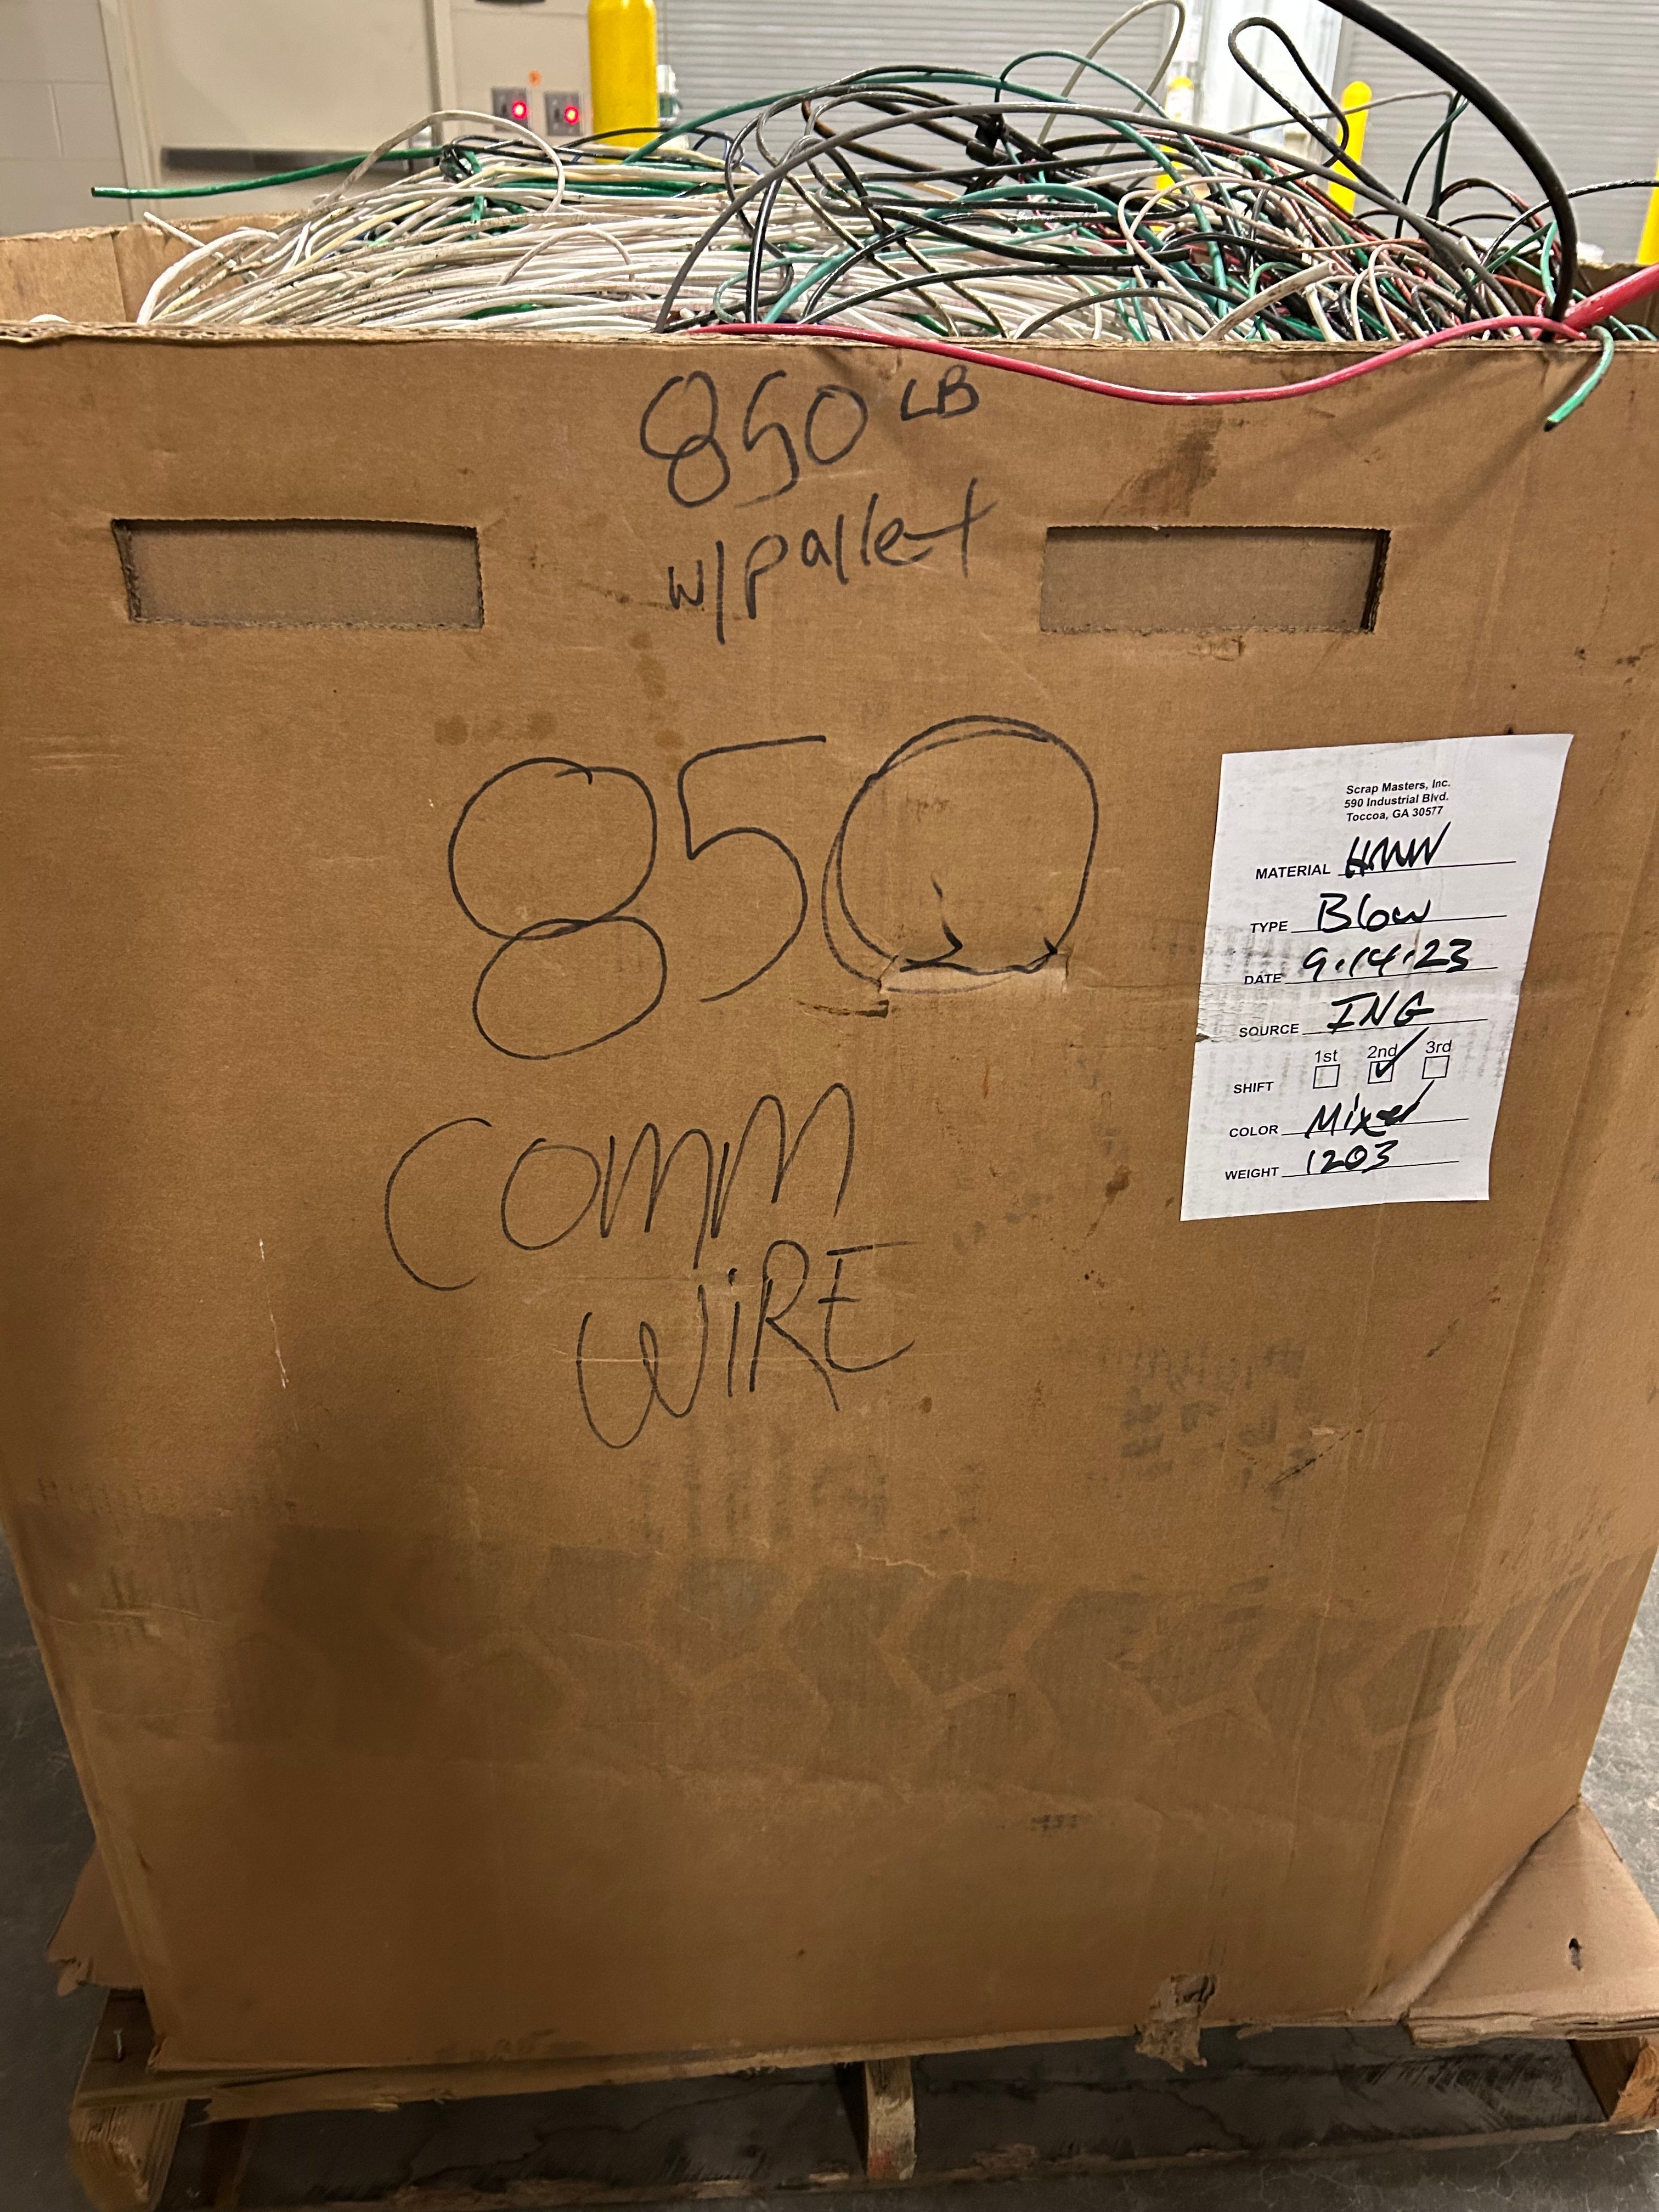 850 LB
w/pallet
850
COMM
WiRE
Scrap Masters, Inc.
590 Industrial Blvd.
Toccoa, GA 30577
MATERIAL HMW
TYPE Blow
DATE 9.14.23
SOURCE ING
1st 2nd 3rd
SHIFT
COLOR Mixed
WEIGHT 1203